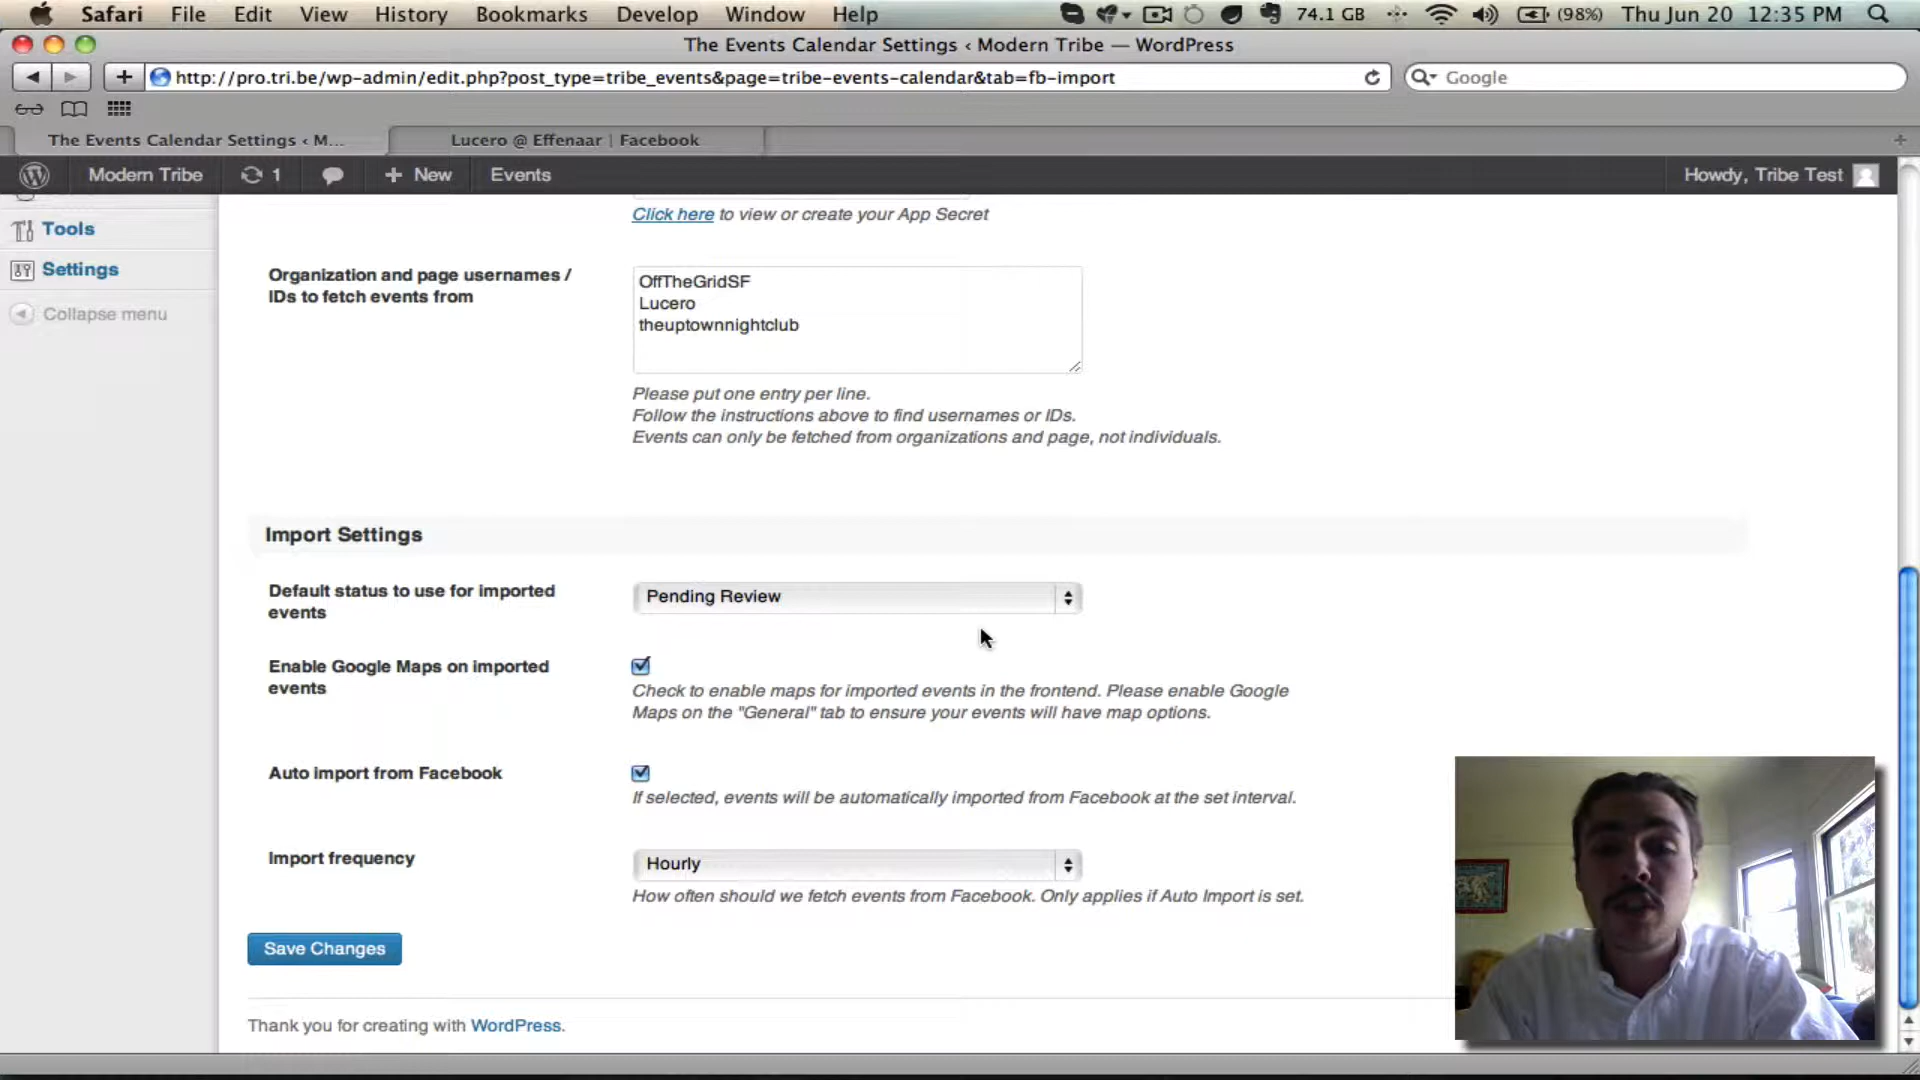 Safari File Edit View History Bookmarks Develop Window Help 74.1 GB (98%) Thu Jun 20 12:35 PM
The Events Calendar Settings ‹ Modern Tribe — WordPress
http://pro.tri.be/wp-admin/edit.php?post_type=tribe_events&page=tribe-events-calendar&tab=fb-import Google
The Events Calendar Settings ‹ M... Lucero @ Effenaar | Facebook
Modern Tribe 1 New Events Howdy, Tribe Test
Click here to view or create your App Secret
Tools
Settings
Collapse menu
Organization and page usernames /
IDs to fetch events from
OffTheGridSF
Lucero
theuptownnightclub
Please put one entry per line.
Follow the instructions above to find usernames or IDs.
Events can only be fetched from organizations and page, not individuals.
Import Settings
Default status to use for imported
events
Pending Review
Enable Google Maps on imported
events
Check to enable maps for imported events in the frontend. Please enable Google
Maps on the "General" tab to ensure your events will have map options.
Auto import from Facebook
If selected, events will be automatically imported from Facebook at the set interval.
Import frequency
Hourly
How often should we fetch events from Facebook. Only applies if Auto Import is set.
Save Changes
Thank you for creating with WordPress.